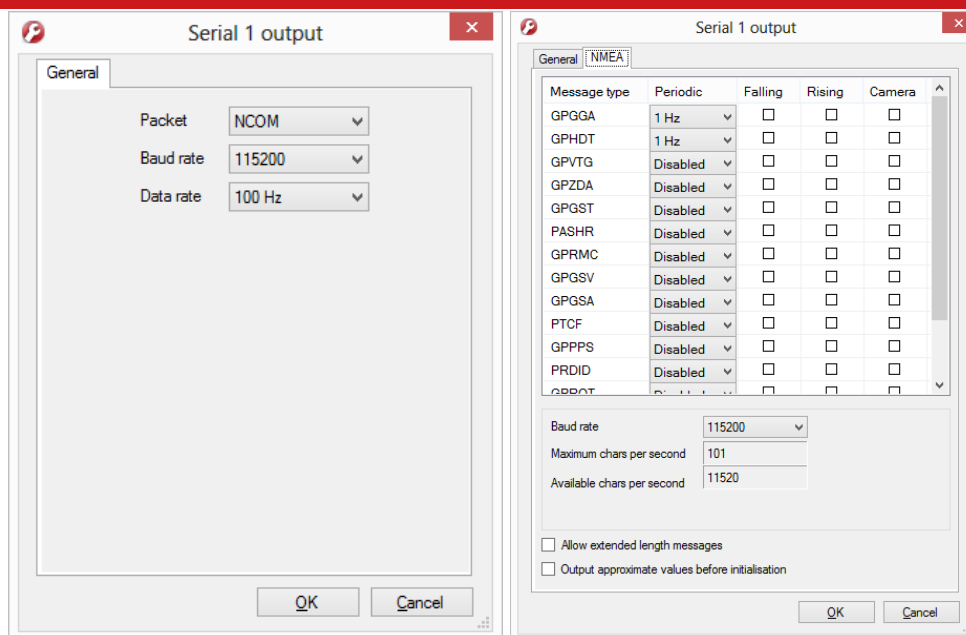 Serial 1 output
General
Packet NCOM
Baud rate 115200
Data rate 100 Hz
OK Cancel
Serial 1 output
General NMEA
Message type Periodic Falling Rising Camera
GPGGA 1 Hz
GPHDT 1 Hz
GPVTG Disabled
GPZDA Disabled
GPGST Disabled
PASHR Disabled
GPRMC Disabled
GPGSV Disabled
GPGSA Disabled
PTCF Disabled
GPPPS Disabled
PRDID Disabled
GPROT Disabled
Baud rate 115200
Maximum chars per second 101
Available chars per second 11520
Allow extended length messages
Output approximate values before initialisation
OK Cancel